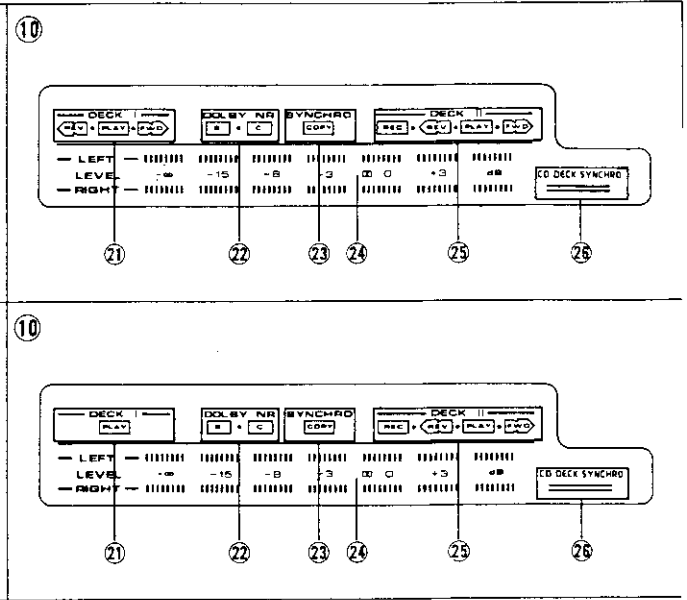 ⑩
DECK I DOLBY NR SYNCHRO DECK II
REV PLAY FWD B C COPY REC REV PLAY FWD
LEFT
LEVEL -∞ -15 -8 -3 0 +3 dB
RIGHT
CD DECK SYNCHRO
㉑ ㉒ ㉓ ㉔ ㉕ ㉖
⑩
DECK I DOLBY NR SYNCHRO DECK II
PLAY B C COPY REC REV PLAY FWD
LEFT
LEVEL -∞ -15 -8 -3 0 +3 dB
RIGHT
CD DECK SYNCHRO
㉑ ㉒ ㉓ ㉔ ㉕ ㉖